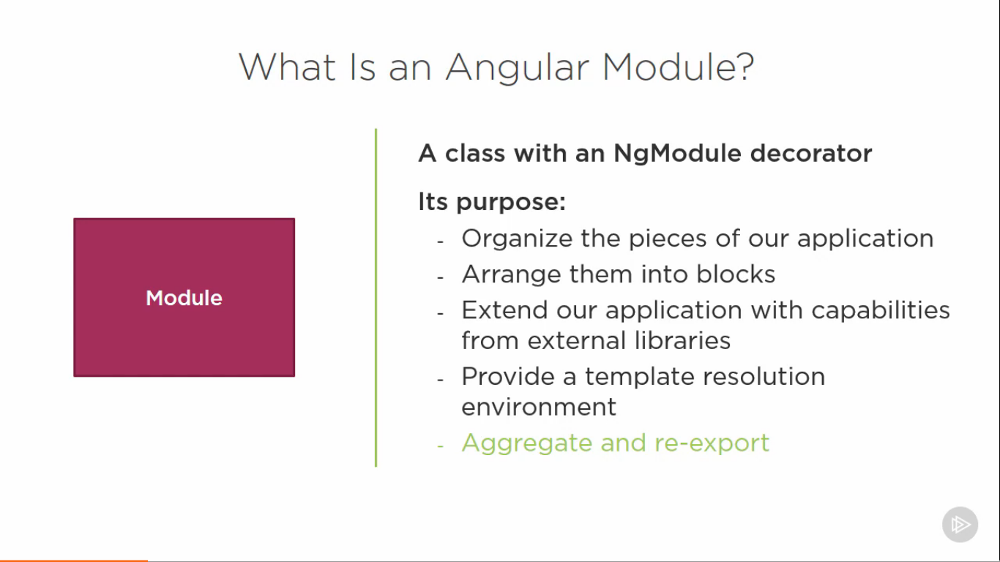 What Is an Angular Module?
Module
A class with an NgModule decorator
Its purpose:
- Organize the pieces of our application
- Arrange them into blocks
- Extend our application with capabilities
from external libraries
- Provide a template resolution
environment
- Aggregate and re-export